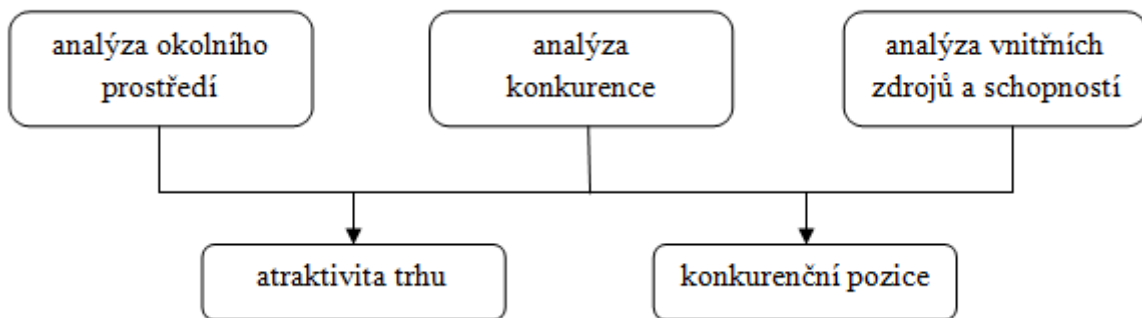 analýza okolního
prostředí
analýza
konkurence
analýza vnitřních
zdrojů a schopností
atraktivita trhu
konkurenční pozice